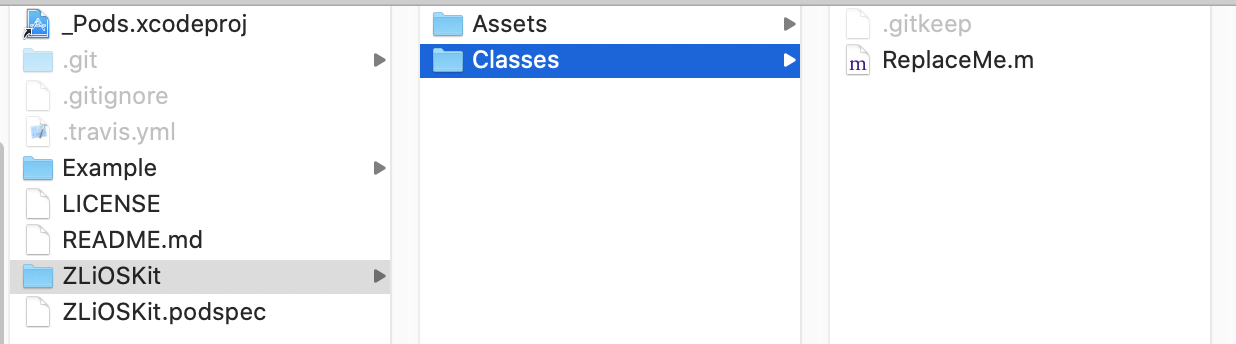 _Pods.xcodeproj
.git
.gitignore
.travis.yml
Example
LICENSE
README.md
ZLiOSKit
ZLiOSKit.podspec
Assets
Classes
.gitkeep
m ReplaceMe.m